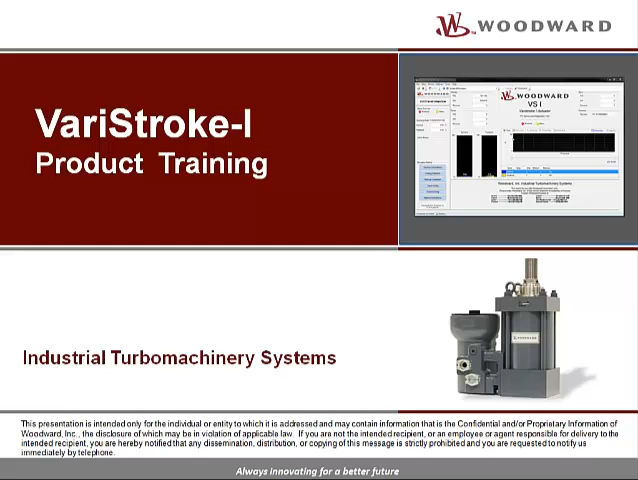 WOODWARD
VariStroke-I
Product Training
WOODWARD
VS I
Industrial Turbomachinery Systems
This presentation is intended only for the individual or entity to which it is addressed and may contain information that is the Confidential and/or Proprietary Information of
Woodward, Inc., the disclosure of which may be in violation of applicable law. If you are not the intended recipient, or an employee or agent responsible for delivery to the
intended recipient, you are hereby notified that any dissemination, distribution, or copying of this message is strictly prohibited and you are requested to notify us
immediately by telephone.
Always innovating for a better future